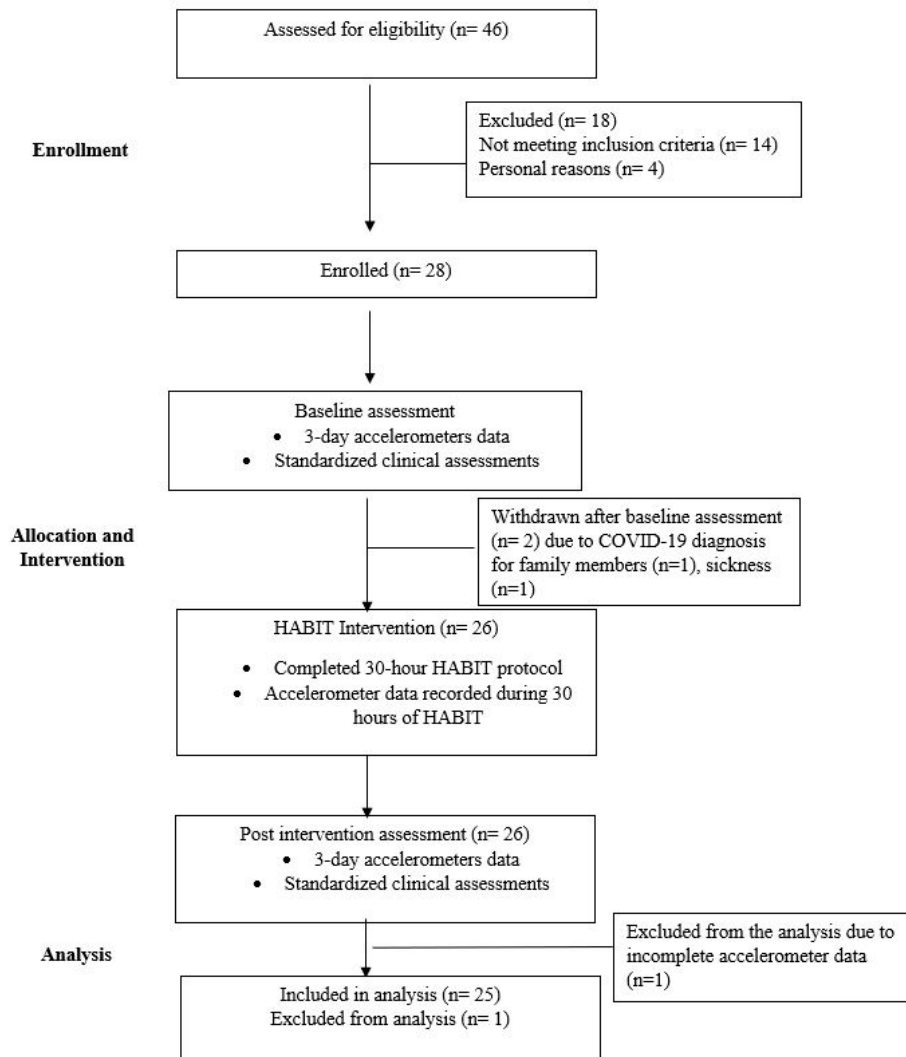 Assessed for eligibility (n= 46)
Enrollment
Excluded (n= 18)
Not meeting inclusion criteria (n= 14)
Personal reasons (n= 4)
Enrolled (n= 28)
Baseline assessment
• 3-day accelerometers data
• Standardized clinical assessments
Allocation and
Intervention
Withdrawn after baseline assessment
(n= 2) due to COVID-19 diagnosis
for family members (n=1), sickness
(n=1)
HABIT Intervention (n= 26)
• Completed 30-hour HABIT protocol
• Accelerometer data recorded during 30
hours of HABIT
Post intervention assessment (n= 26)
• 3-day accelerometers data
• Standardized clinical assessments
Analysis
Excluded from the analysis due to
incomplete accelerometer data
(n=1)
Included in analysis (n= 25)
Excluded from analysis (n= 1)